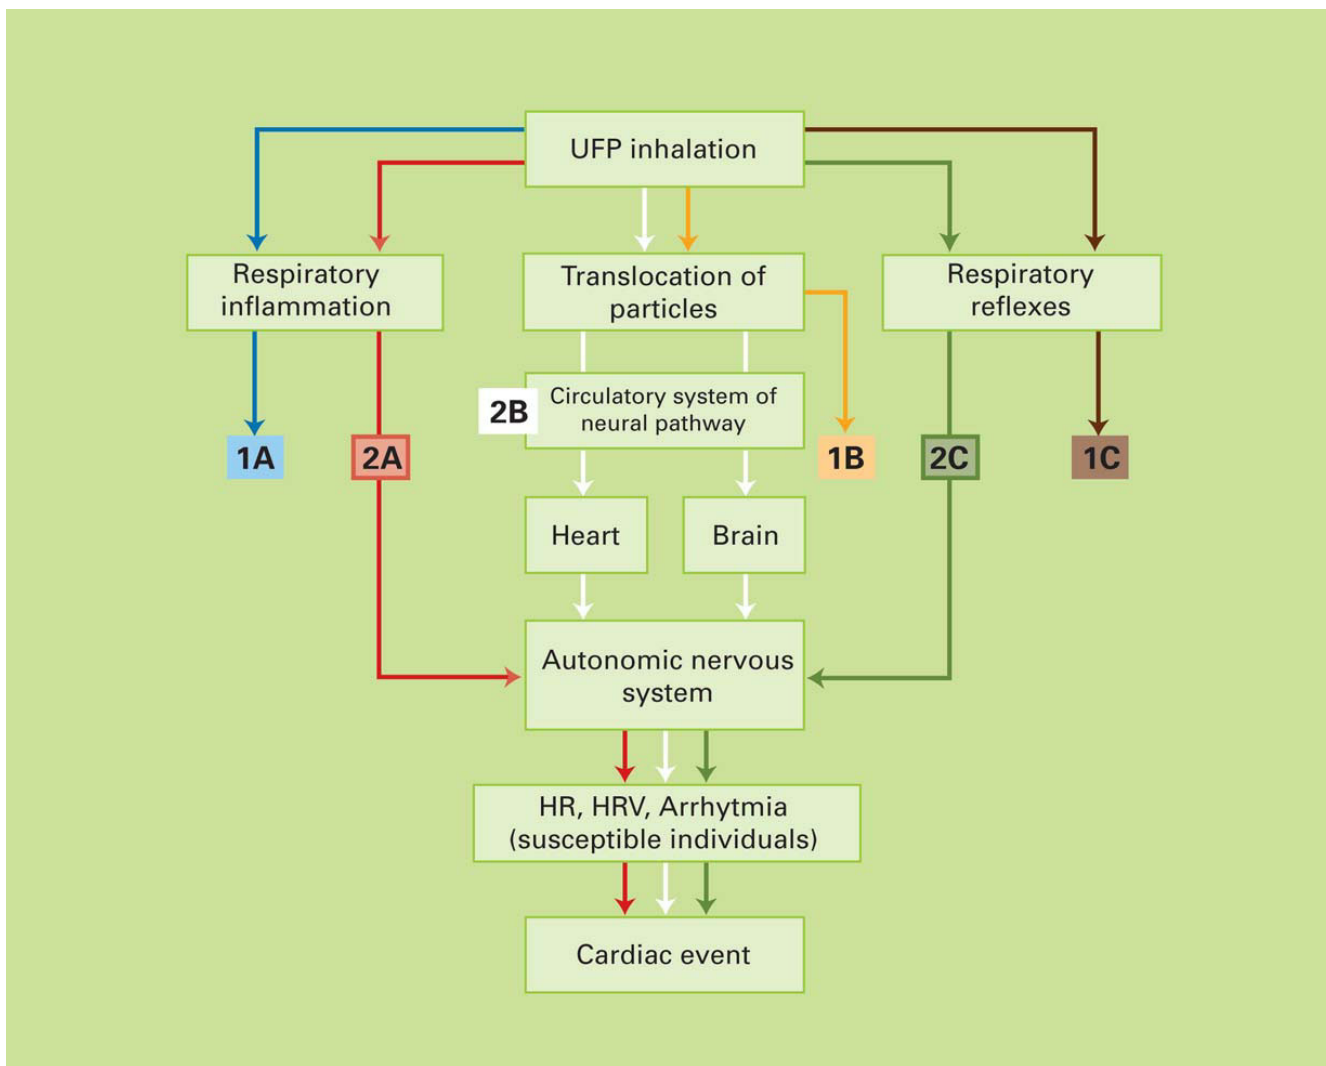 UFP inhalation
Respiratory
inflammation
Translocation of
particles
Respiratory
reflexes
2B
Circulatory system of
neural pathway
1A
2A
1B
2C
1C
Heart
Brain
Autonomic nervous
system
HR, HRV, Arrhytmia
(susceptible individuals)
Cardiac event